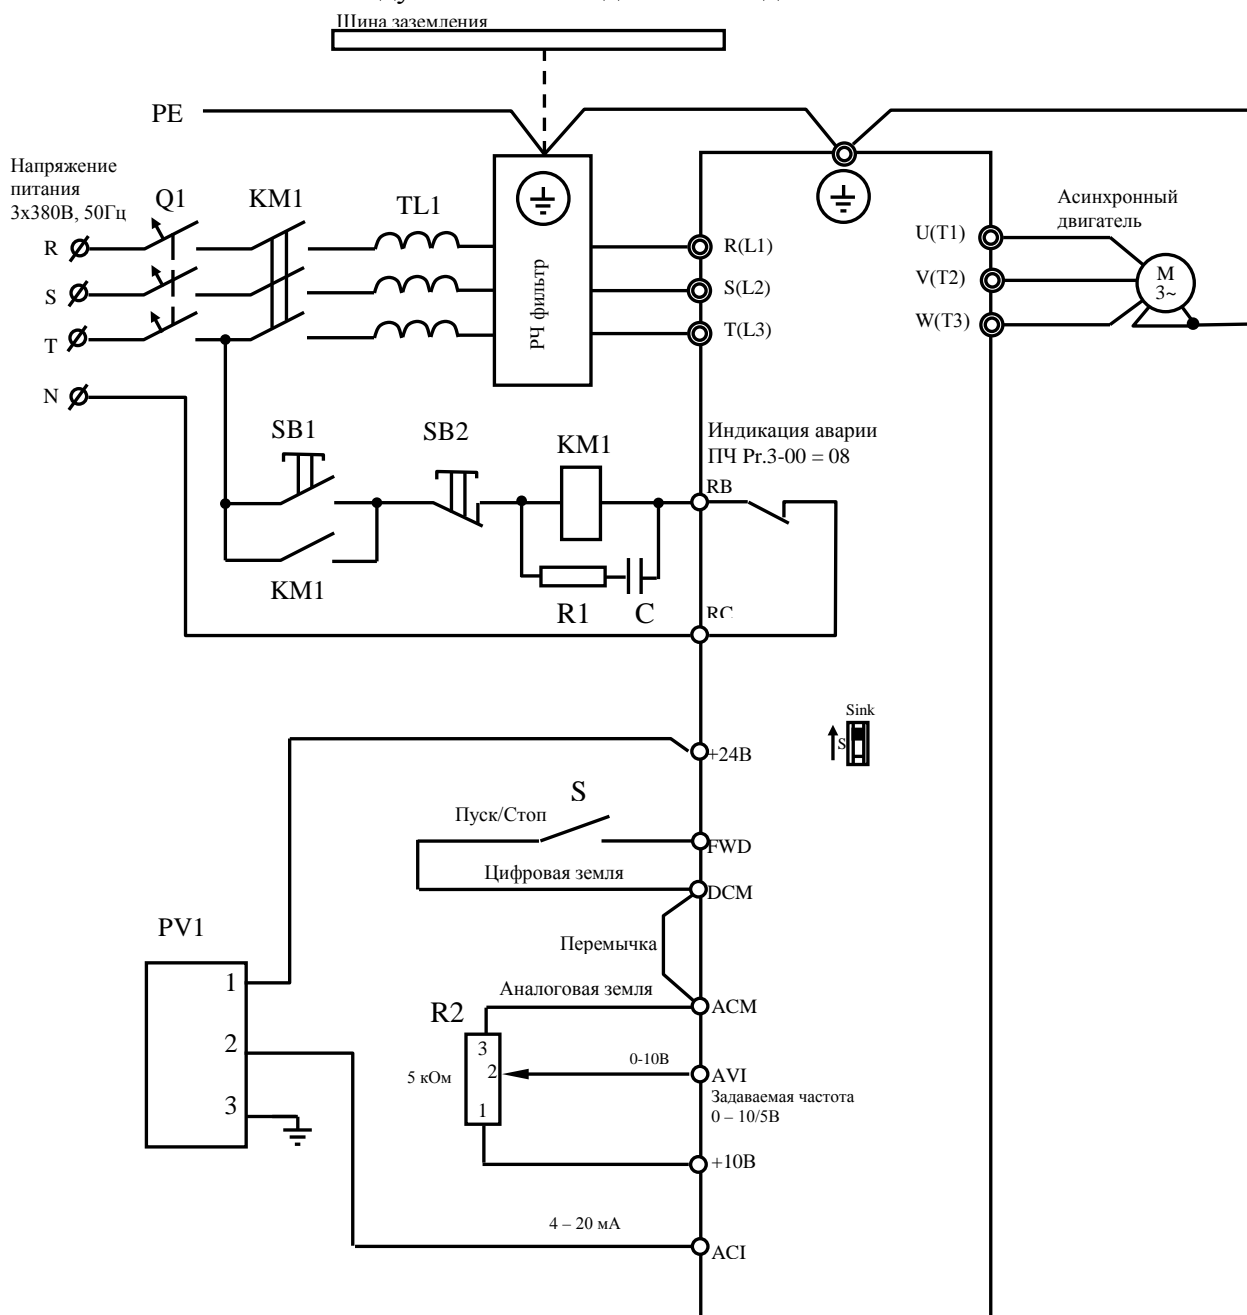 Шина заземления
PE
Напряжение
питания
3х380В, 50Гц
Q1
KM1
TL1
R
S
T
N
РЧ фильтр
R(L1)
S(L2)
T(L3)
U(T1)
V(T2)
W(T3)
Асинхронный
двигатель
M
3~
SB1
SB2
KM1
Индикация аварии
ПЧ Pr.3-00 = 08
RB
KM1
R1
C
RC
Sink
S
+24В
S
Пуск/Стоп
FWD
Цифровая земля
DCM
PV1
Перемычка
1
Аналоговая земля
ACM
R2
2
3
5 кОм
2
0-10В
AVI
Задаваемая частота
0 – 10/5В
3
1
+10В
4 – 20 мА
ACI